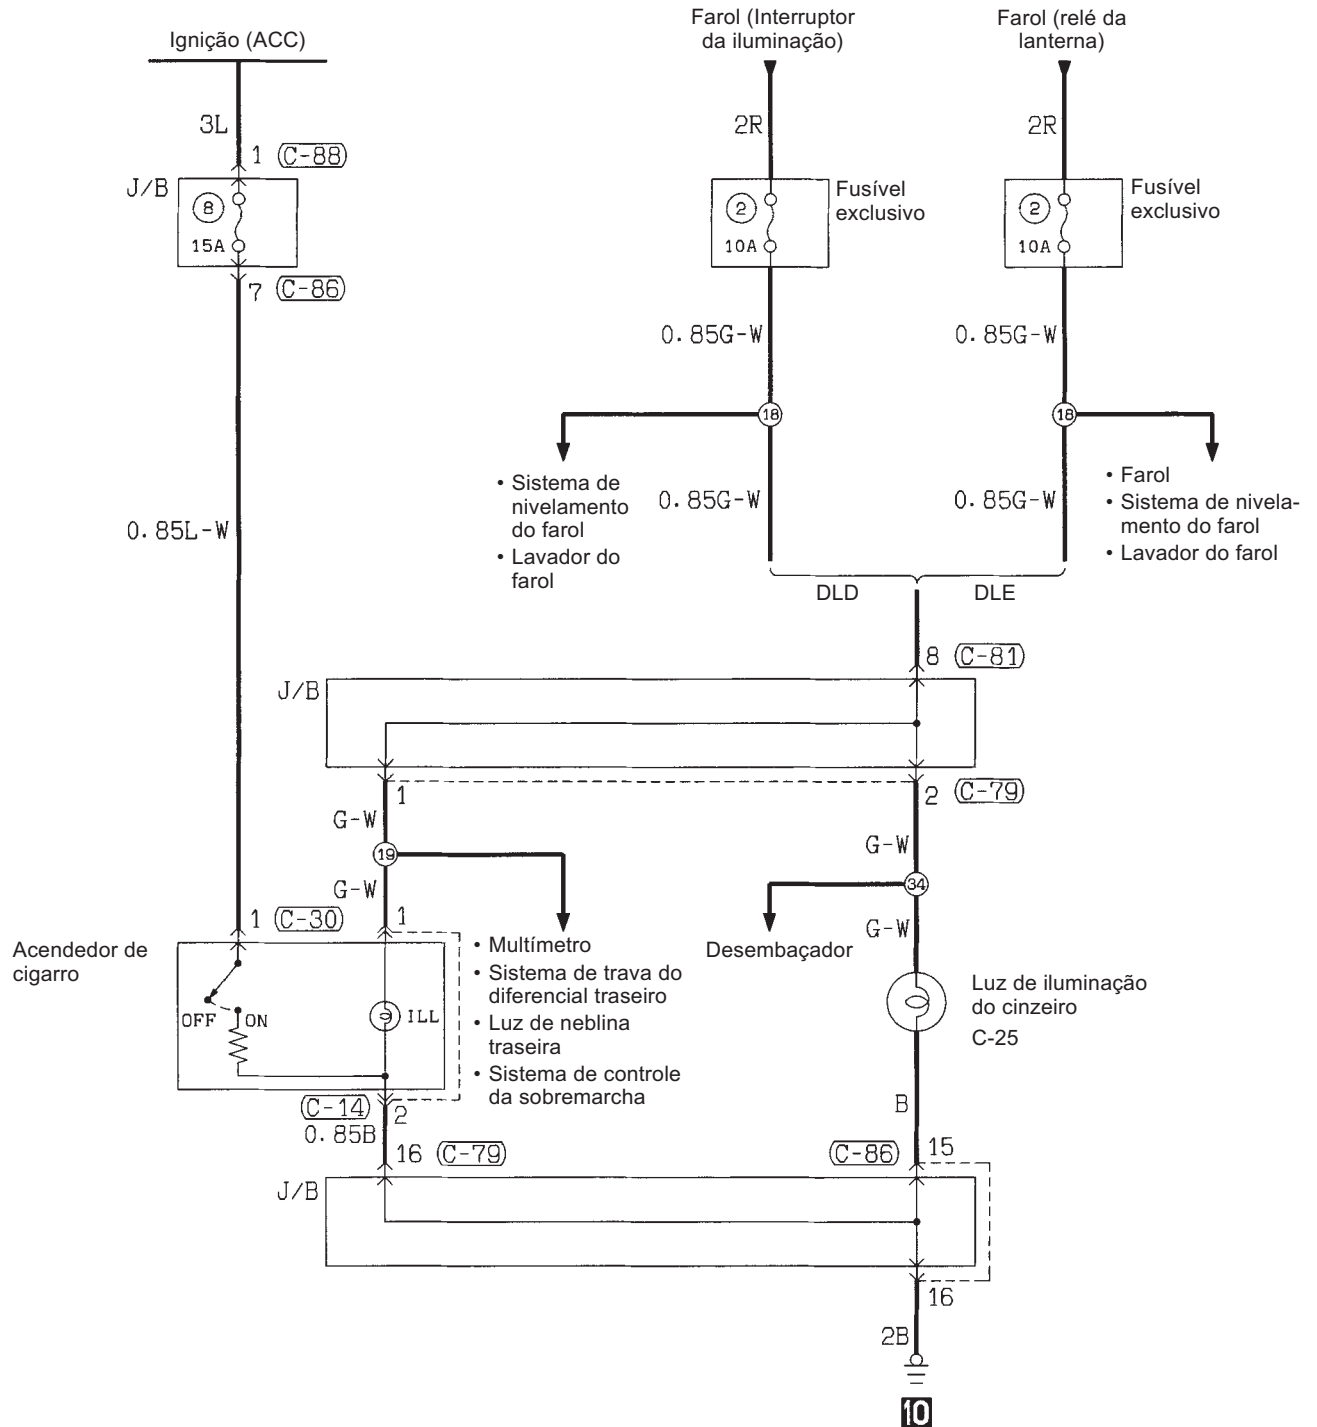 Ignição (ACC)
Farol (Interruptor
da iluminação)
Farol (relé da
lanterna)
3L
2R
2R
1 C-88
J/B
8
15A
7 C-86
2
10A
Fusível
exclusivo
2
10A
Fusível
exclusivo
0.85G-W
0.85G-W
18
18
• Sistema de
nivelamento
do farol
• Lavador do
farol
0.85G-W
0.85G-W
• Farol
• Sistema de nivela-
mento do farol
• Lavador do farol
0.85L-W
DLD
DLE
8 C-81
J/B
1
2 C-79
G-W
19
G-W
G-W
34
G-W
1 C-30
1
Acendedor de
cigarro
OFF
ON
ILL
• Multímetro
• Sistema de trava do
diferencial traseiro
• Luz de neblina
traseira
• Sistema de controle
da sobremarcha
Desembaçador
Luz de iluminação
do cinzeiro
C-25
C-14
2
0.85B
B
16 C-79
C-86
15
J/B
16
2B
10